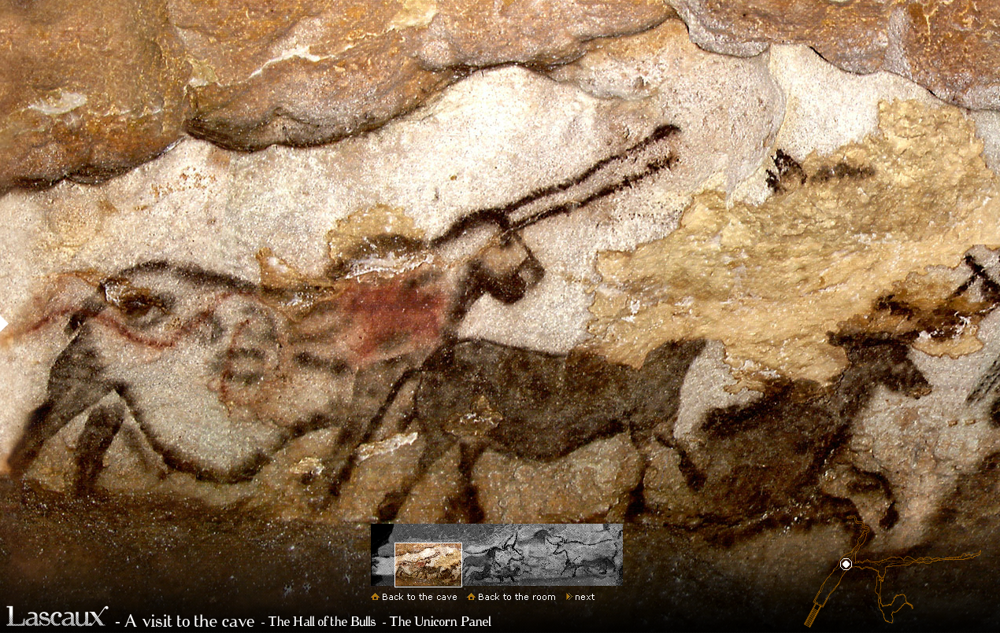 Back to the cave Back to the room next
Lascaux - A visit to the cave - The Hall of the Bulls - The Unicorn Panel